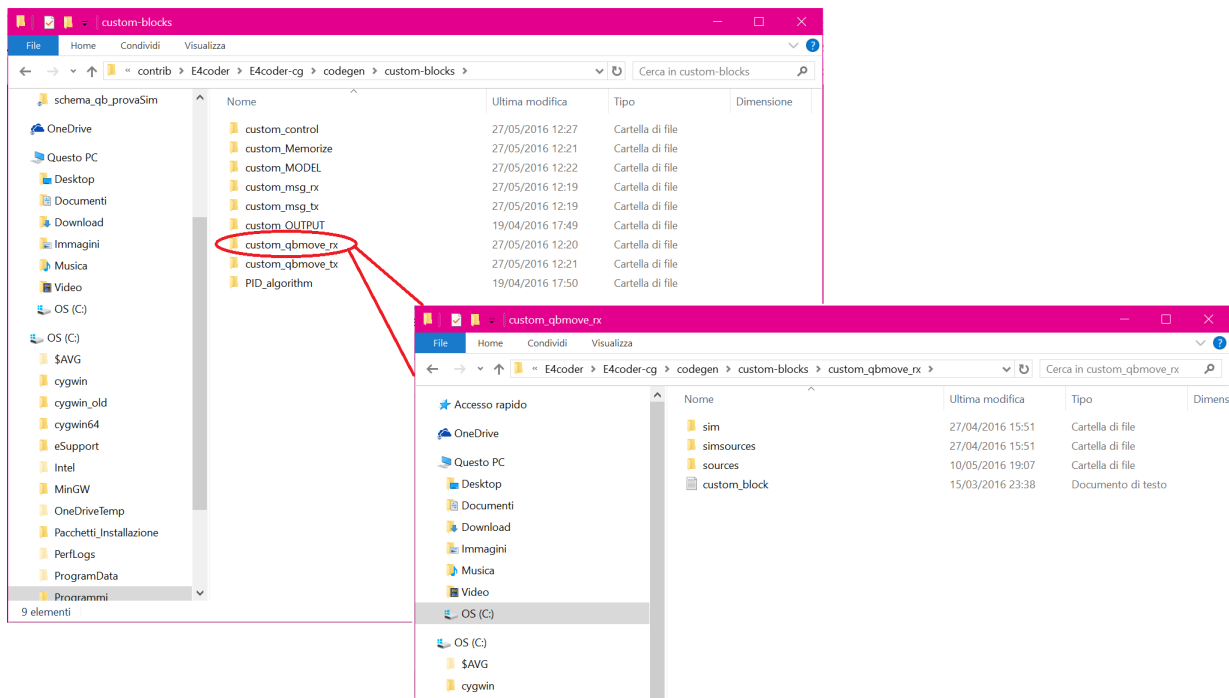 custom-blocks
File Home Condividi Visualizza
« contrib > E4coder > E4coder-cg > codegen > custom-blocks > Cerca in custom-blocks
schema_qb_provaSim
OneDrive
Questo PC
Desktop
Documenti
Download
Immagini
Musica
Video
OS (C:)
OS (C:)
$AVG
cygwin
cygwin_old
cygwin64
eSupport
Intel
MinGW
OneDriveTemp
Pacchetti_Installazione
PerfLogs
ProgramData
Programmi
9 elementi
Nome Ultima modifica Tipo Dimensione
custom_control 27/05/2016 12:27 Cartella di file
custom_Memorize 27/05/2016 12:21 Cartella di file
custom_MODEL 27/05/2016 12:22 Cartella di file
custom_msg_rx 27/05/2016 12:19 Cartella di file
custom_msg_tx 27/05/2016 12:19 Cartella di file
custom_OUTPUT 19/04/2016 17:49 Cartella di file
custom_qbmove_rx 27/05/2016 12:20 Cartella di file
custom_qbmove_tx 27/05/2016 12:21 Cartella di file
PID_algorithm 19/04/2016 17:50 Cartella di file
custom_qbmove_rx
File Home Condividi Visualizza
« E4coder > E4coder-cg > codegen > custom-blocks > custom_qbmove_rx > Cerca in custom_qbmove_rx
Accesso rapido
OneDrive
Questo PC
Desktop
Documenti
Download
Immagini
Musica
Video
OS (C:)
OS (C:)
$AVG
cygwin
Nome Ultima modifica Tipo Dimens
sim 27/04/2016 15:51 Cartella di file
simsources 27/04/2016 15:51 Cartella di file
sources 10/05/2016 19:07 Cartella di file
custom_block 15/03/2016 23:38 Documento di testo